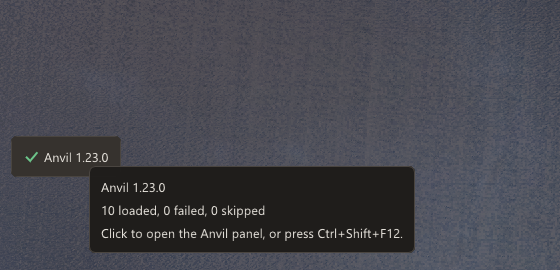 Anvil 1.23.0
Anvil 1.23.0
10 loaded, 0 failed, 0 skipped
Click to open the Anvil panel, or press Ctrl+Shift+F12.